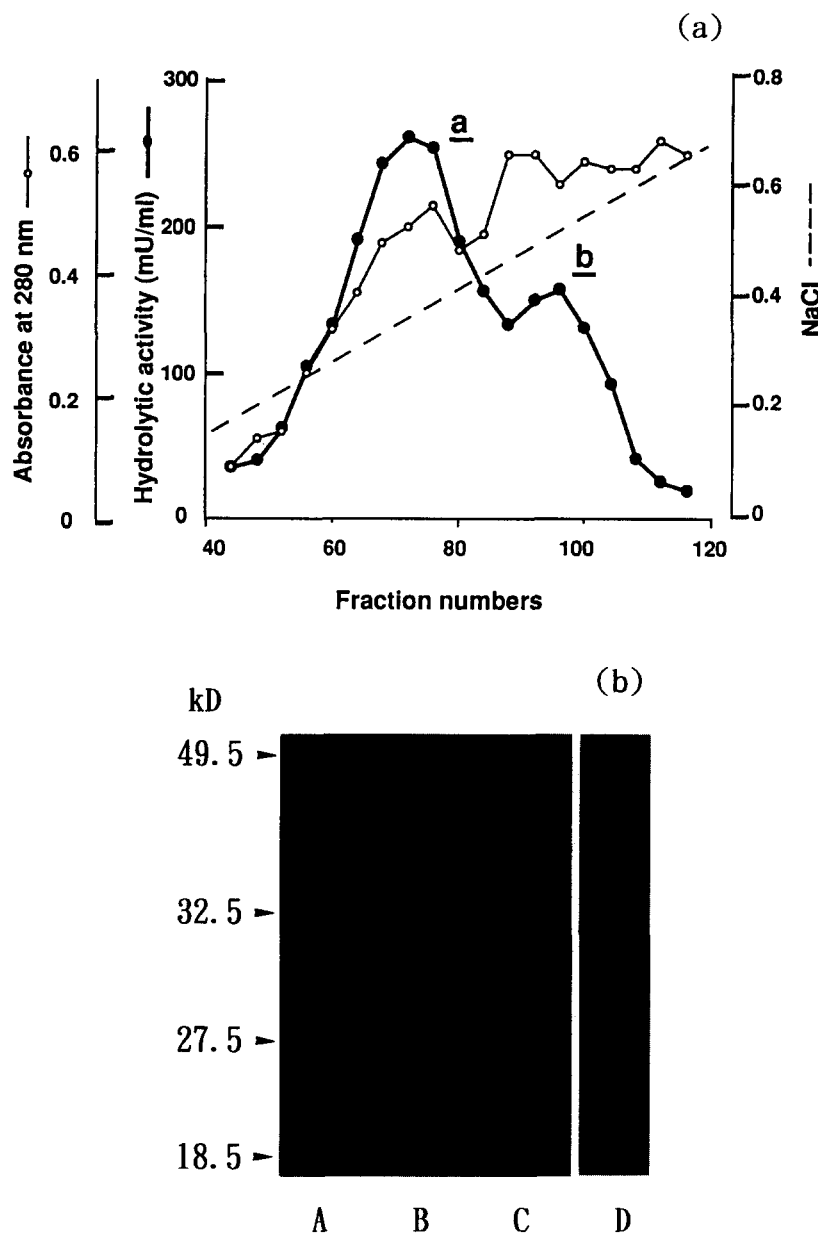 (a)
Absorbance at 280 nm
0.6
0.4
0.2
0
Hydrolytic activity (mU/ml)
300
200
100
0
a
b
0.8
0.6
0.4
0.2
0
NaCl
40
60
80
100
120
Fraction numbers
(b)
kD
49.5
32.5
27.5
18.5
A B C D